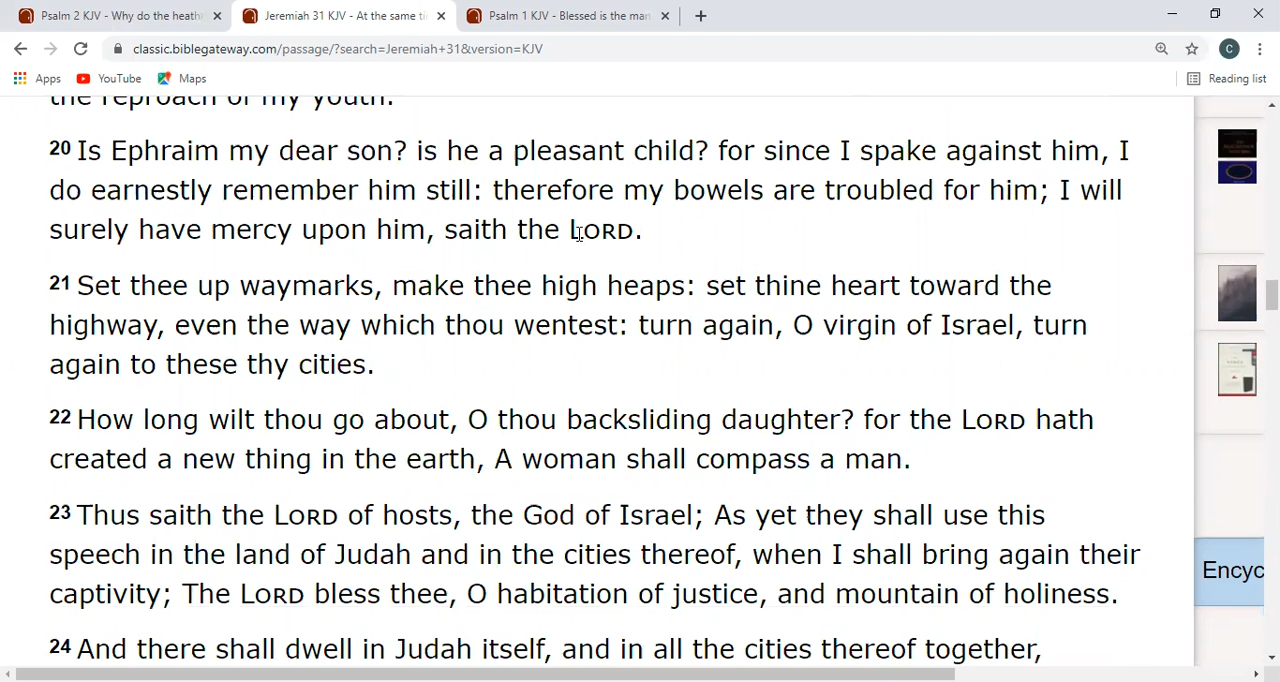 Psalm 2 KJV - Why do the heath
Jeremiah 31 KJV - At the same ti
Psalm 1 KJV - Blessed is the man
classic.biblegateway.com/passage/?search=Jeremiah+31&version=KJV
C
Apps YouTube Maps Reading list
the reproach of my youth.
20 Is Ephraim my dear son? is he a pleasant child? for since I spake against him, I
do earnestly remember him still: therefore my bowels are troubled for him; I will
surely have mercy upon him, saith the LORD.
21 Set thee up waymarks, make thee high heaps: set thine heart toward the
highway, even the way which thou wentest: turn again, O virgin of Israel, turn
again to these thy cities.
22 How long wilt thou go about, O thou backsliding daughter? for the LORD hath
created a new thing in the earth, A woman shall compass a man.
23 Thus saith the LORD of hosts, the God of Israel; As yet they shall use this
speech in the land of Judah and in the cities thereof, when I shall bring again their
captivity; The LORD bless thee, O habitation of justice, and mountain of holiness.
24 And there shall dwell in Judah itself, and in all the cities thereof together,
Encyc